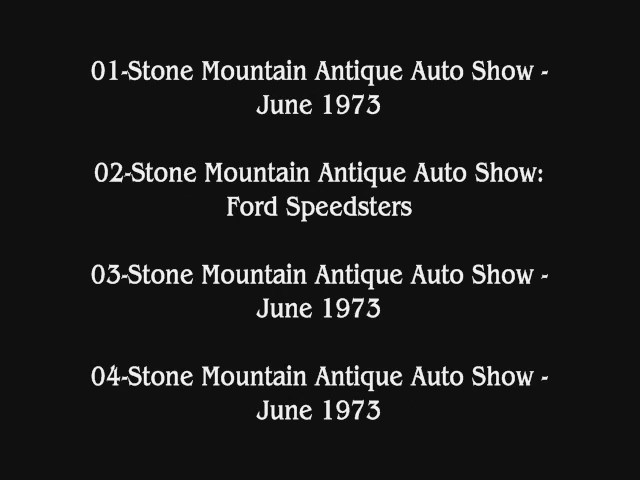 01-Stone Mountain Antique Auto Show -
June 1973
02-Stone Mountain Antique Auto Show:
Ford Speedsters
03-Stone Mountain Antique Auto Show -
June 1973
04-Stone Mountain Antique Auto Show -
June 1973